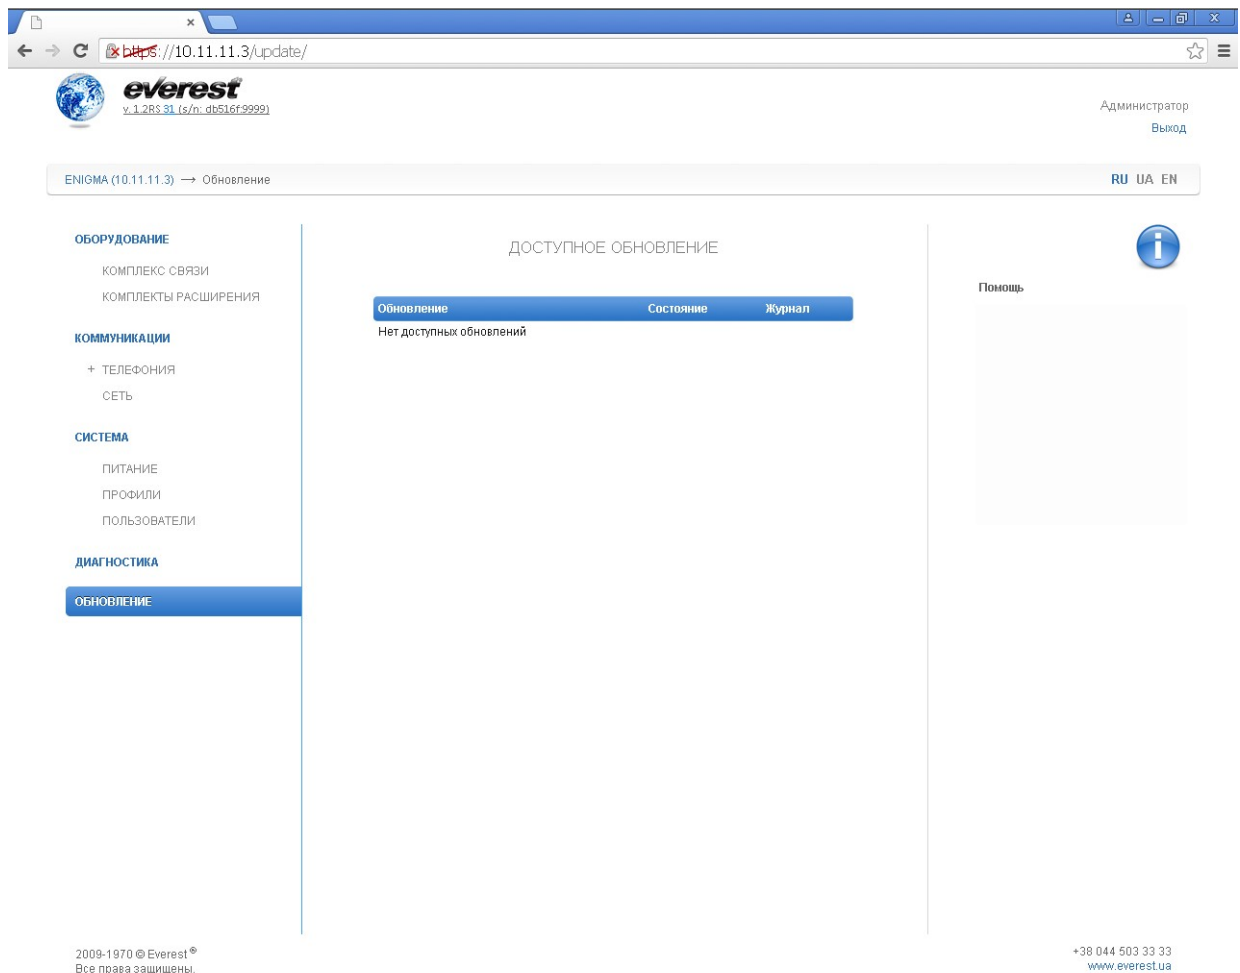 https://10.11.11.3/update/
everest
v. 1.2RS 31 (s/n: db516f:9999)
Администратор
Выход
ENIGMA (10.11.11.3) → Обновление
RU UA EN
ОБОРУДОВАНИЕ
КОМПЛЕКС СВЯЗИ
КОМПЛЕКТЫ РАСШИРЕНИЯ
КОММУНИКАЦИИ
+ ТЕЛЕФОНИЯ
СЕТЬ
СИСТЕМА
ПИТАНИЕ
ПРОФИЛИ
ПОЛЬЗОВАТЕЛИ
ДИАГНОСТИКА
ОБНОВЛЕНИЕ
ДОСТУПНОЕ ОБНОВЛЕНИЕ
Обновление Состояние Журнал
Нет доступных обновлений
Помощь
2009-1970 © Everest ®
Все права защищены.
+38 044 503 33 33
www.everest.ua